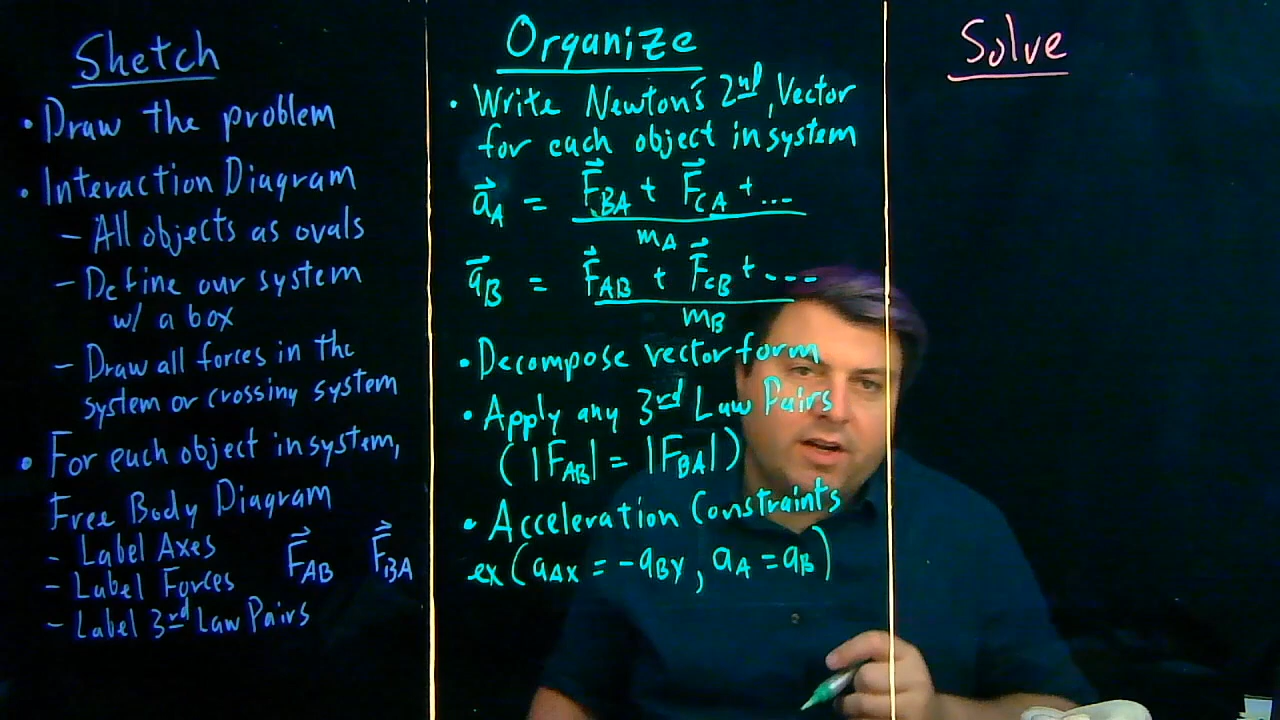 Sketch
• Draw the problem
• Interaction Diagram
- All objects as ovals
- Define our system
w/ a box
- Draw all forces in the
system or crossing system
• For each object in system,
Free Body Diagram
- Label Axes
- Label Forces
- Label 3rd Law Pairs
F⃗AB F⃗BA
Organize
• Write Newton's 2nd, Vector
for each object in system
a⃗A = F⃗BA + F⃗CA + ...
mA
a⃗B = F⃗AB + F⃗CB + ...
mB
• Decompose vector form
• Apply any 3rd Law Pairs
(|FAB| = |FBA|)
• Acceleration Constraints
ex (aAx = -aBy, aA = aB)
Solve